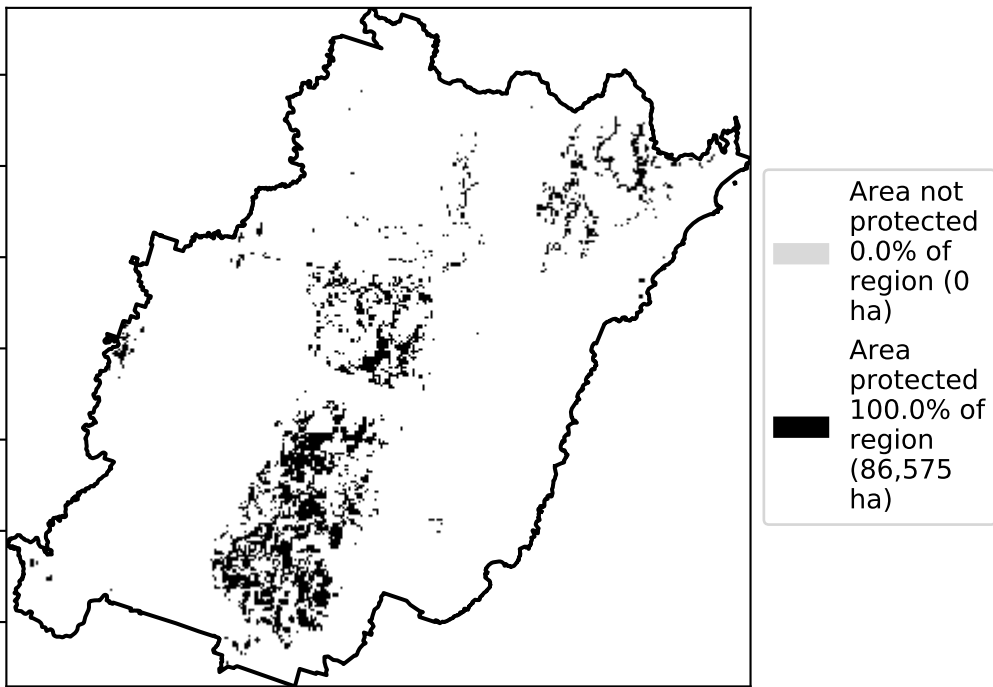 Area not
protected
0.0% of
region (0
ha)
Area
protected
100.0% of
region
(86,575
ha)